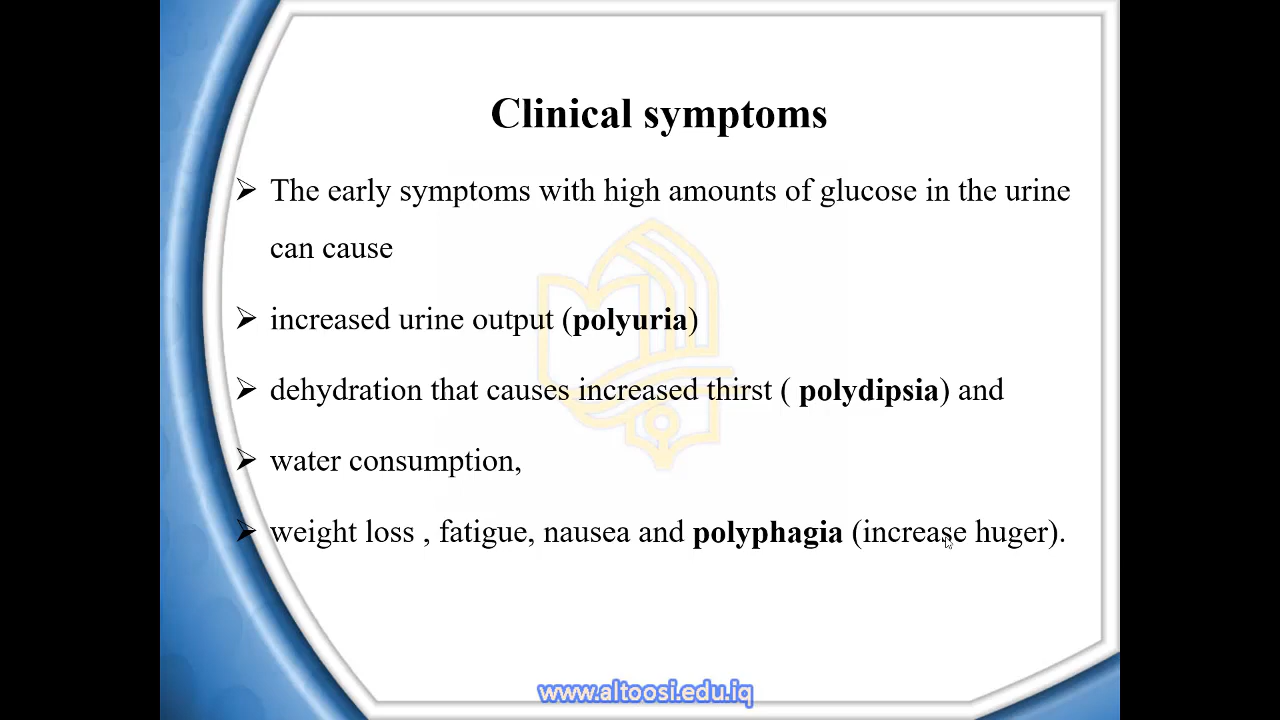 Clinical symptoms
➢ The early symptoms with high amounts of glucose in the urine
can cause
➢ increased urine output (polyuria)
➢ dehydration that causes increased thirst ( polydipsia) and
➢ water consumption,
➢ weight loss , fatigue, nausea and polyphagia (increase huger).
www.altoosi.edu.iq